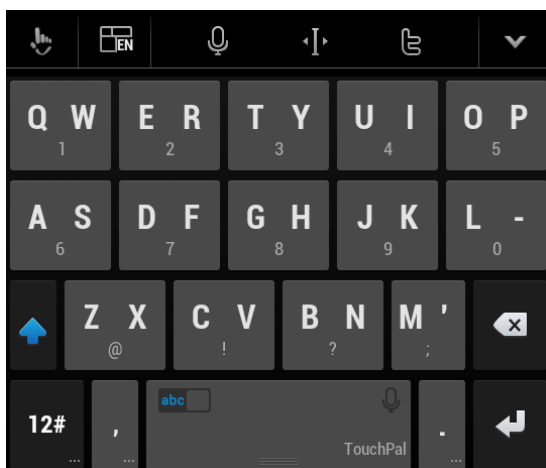 EN
Q W E R T Y U I O P
1 2 3 4 5
A S D F G H J K L -
6 7 8 9 0
Z X C V B N M '
@ ! ? ;
abc
12# , .
... ... TouchPal ...